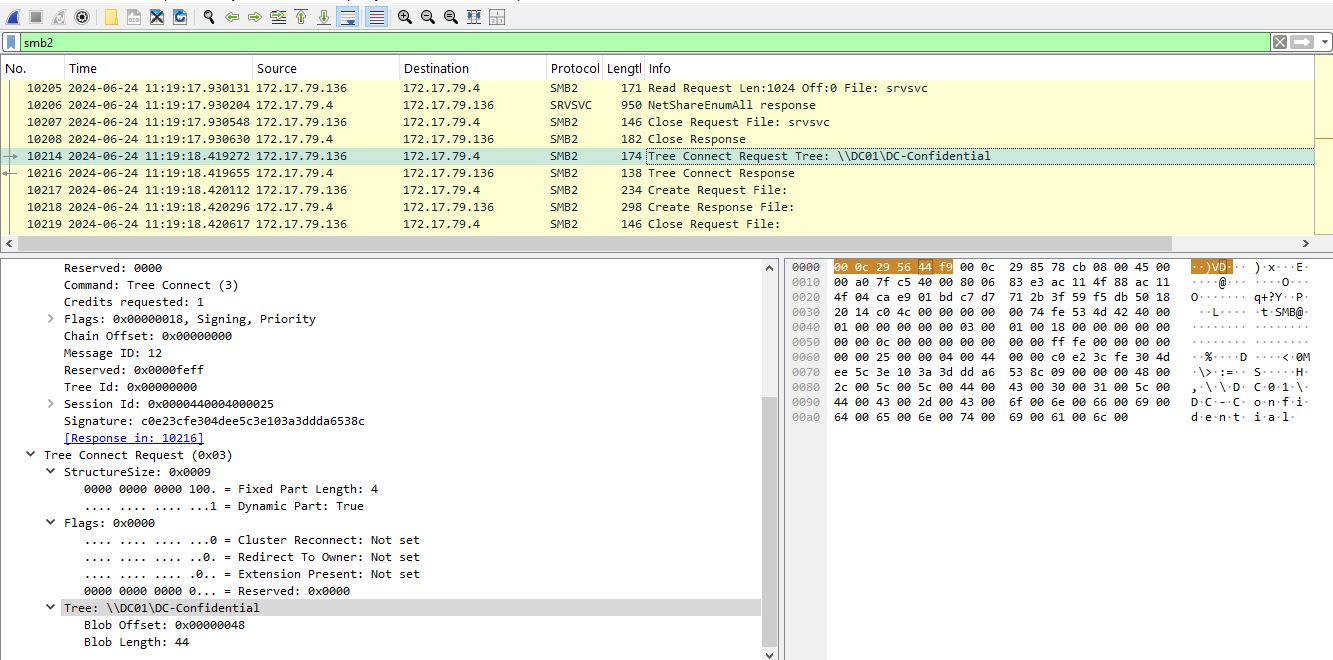 smb2
No. Time Source Destination Protocol Lengtl Info
10205 2024-06-24 11:19:17.930131 172.17.79.136 172.17.79.4 SMB2 171 Read Request Len:1024 Off:0 File: srvsvc
10206 2024-06-24 11:19:17.930204 172.17.79.4 172.17.79.136 SRVSVC 950 NetShareEnumAll response
10207 2024-06-24 11:19:17.930548 172.17.79.136 172.17.79.4 SMB2 146 Close Request File: srvsvc
10208 2024-06-24 11:19:17.930630 172.17.79.4 172.17.79.136 SMB2 182 Close Response
10214 2024-06-24 11:19:18.419272 172.17.79.136 172.17.79.4 SMB2 174 Tree Connect Request Tree: \\DC01\DC-Confidential
10216 2024-06-24 11:19:18.419655 172.17.79.4 172.17.79.136 SMB2 138 Tree Connect Response
10217 2024-06-24 11:19:18.420112 172.17.79.136 172.17.79.4 SMB2 234 Create Request File:
10218 2024-06-24 11:19:18.420296 172.17.79.4 172.17.79.136 SMB2 298 Create Response File:
10219 2024-06-24 11:19:18.420617 172.17.79.136 172.17.79.4 SMB2 146 Close Request File:
Reserved: 0000
Command: Tree Connect (3)
Credits requested: 1
Flags: 0x00000018, Signing, Priority
Chain Offset: 0x00000000
Message ID: 12
Reserved: 0x0000feff
Tree Id: 0x00000000
Session Id: 0x0000440004000025
Signature: c0e23cfe304dee5c3e103a3ddda6538c
[Response in: 10216]
Tree Connect Request (0x03)
StructureSize: 0x0009
0000 0000 0000 100. = Fixed Part Length: 4
.... .... .... ...1 = Dynamic Part: True
Flags: 0x0000
.... .... .... ...0 = Cluster Reconnect: Not set
.... .... .... ..0. = Redirect To Owner: Not set
.... .... .... .0.. = Extension Present: Not set
0000 0000 0000 0... = Reserved: 0x0000
Tree: \\DC01\DC-Confidential
Blob Offset: 0x00000048
Blob Length: 44
0000 00 0c 29 56 44 f9 00 0c 29 85 78 cb 08 00 45 00 ··)VD··· )·x···E·
0010 00 a0 7f c5 40 00 80 06 83 e3 ac 11 4f 88 ac 11 ····@··· ····O···
0020 4f 04 ca e9 01 bd c7 d7 71 2b 3f 59 f5 db 50 18 O······· q+?Y··P·
0030 20 14 c0 4c 00 00 00 00 00 74 fe 53 4d 42 40 00  ··L···· ·t·SMB@·
0040 01 00 00 00 00 00 03 00 01 00 18 00 00 00 00 00 ········ ········
0050 00 00 0c 00 00 00 00 00 00 00 ff fe 00 00 00 00 ········ ········
0060 00 00 25 00 00 04 00 44 00 00 c0 e2 3c fe 30 4d ··%····D ····<·0M
0070 ee 5c 3e 10 3a 3d dd a6 53 8c 09 00 00 00 48 00 ·\>·:=·· S·····H·
0080 2c 00 5c 00 5c 00 44 00 43 00 30 00 31 00 5c 00 ,·\·\·D· C·0·1·\·
0090 44 00 43 00 2d 00 43 00 6f 00 6e 00 66 00 69 00 D·C·-·C· o·n·f·i·
00a0 64 00 65 00 6e 00 74 00 69 00 61 00 6c 00 d·e·n·t· i·a·l·